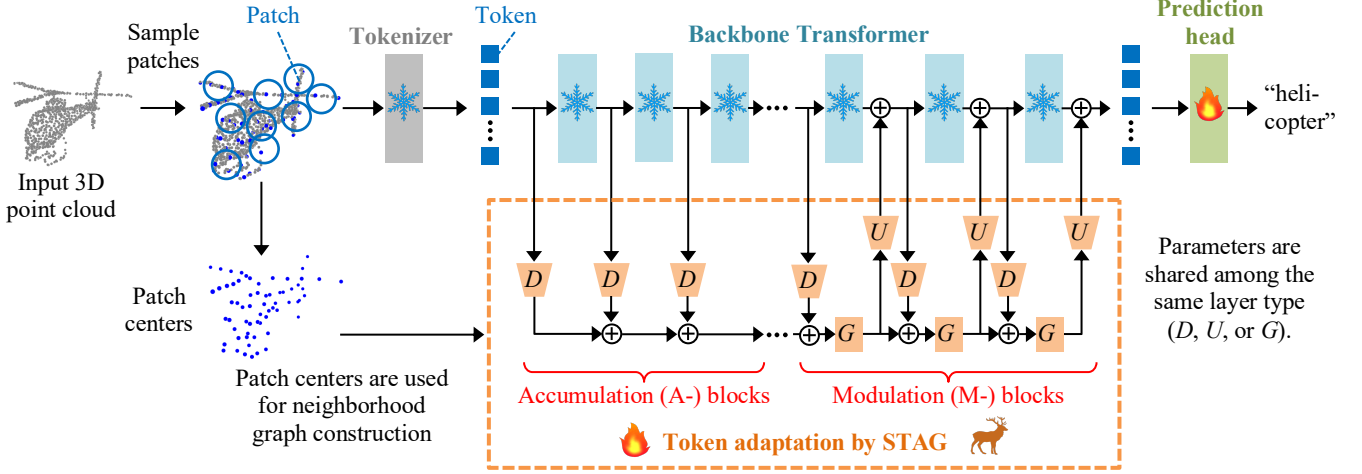 Patch
Token
Sample
patches
Tokenizer
Backbone Transformer
Prediction
head
“heli-
copter”
Input 3D
point cloud
U U U
D D D D D D
G G G
Patch
centers
Parameters are
shared among the
same layer type
(D, U, or G).
Patch centers are used
for neighborhood
graph construction
Accumulation (A-) blocks
Modulation (M-) blocks
Token adaptation by STAG